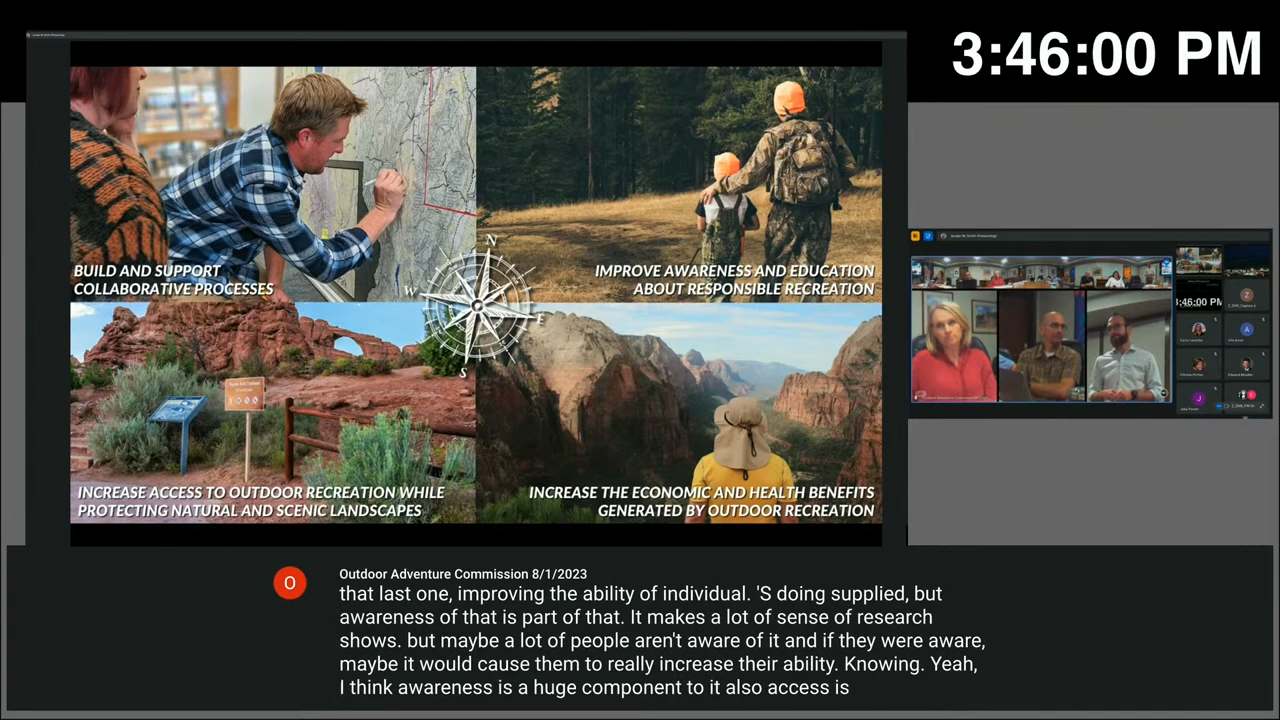 3:46:00 PM
BUILD AND SUPPORT
COLLABORATIVE PROCESSES
IMPROVE AWARENESS AND EDUCATION
ABOUT RESPONSIBLE RECREATION
N
W
E
S
INCREASE ACCESS TO OUTDOOR RECREATION WHILE
PROTECTING NATURAL AND SCENIC LANDSCAPES
INCREASE THE ECONOMIC AND HEALTH BENEFITS
GENERATED BY OUTDOOR RECREATION
:46:00 PM
O
Outdoor Adventure Commission 8/1/2023
that last one, improving the ability of individual. 'S doing supplied, but
awareness of that is part of that. It makes a lot of sense of research
shows. but maybe a lot of people aren't aware of it and if they were aware,
maybe it would cause them to really increase their ability. Knowing. Yeah,
I think awareness is a huge component to it also access is